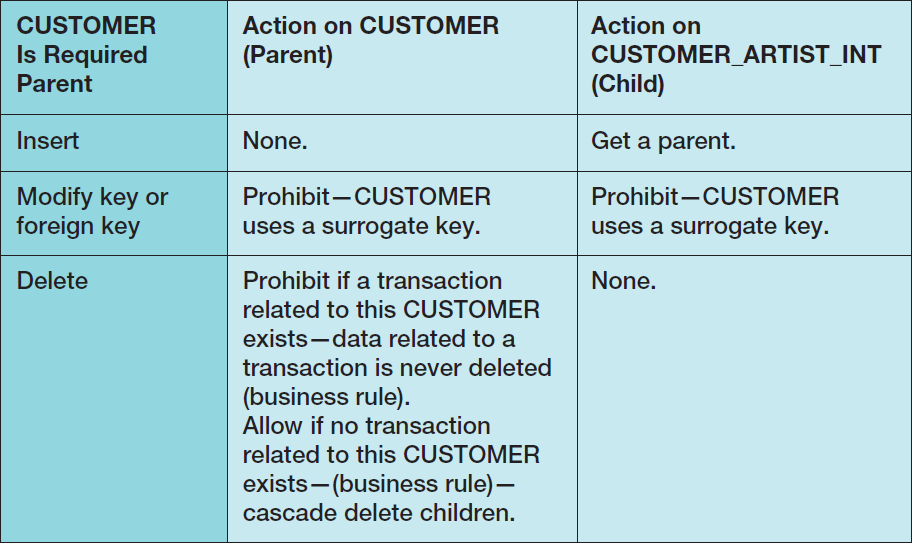 CUSTOMER
Is Required
Parent
Action on CUSTOMER
(Parent)
Action on
CUSTOMER_ARTIST_INT
(Child)
Insert
None.
Get a parent.
Modify key or
foreign key
Prohibit—CUSTOMER
uses a surrogate key.
Prohibit—CUSTOMER
uses a surrogate key.
Delete
Prohibit if a transaction
related to this CUSTOMER
exists—data related to a
transaction is never deleted
(business rule).
Allow if no transaction
related to this CUSTOMER
exists—(business rule)—
cascade delete children.
None.